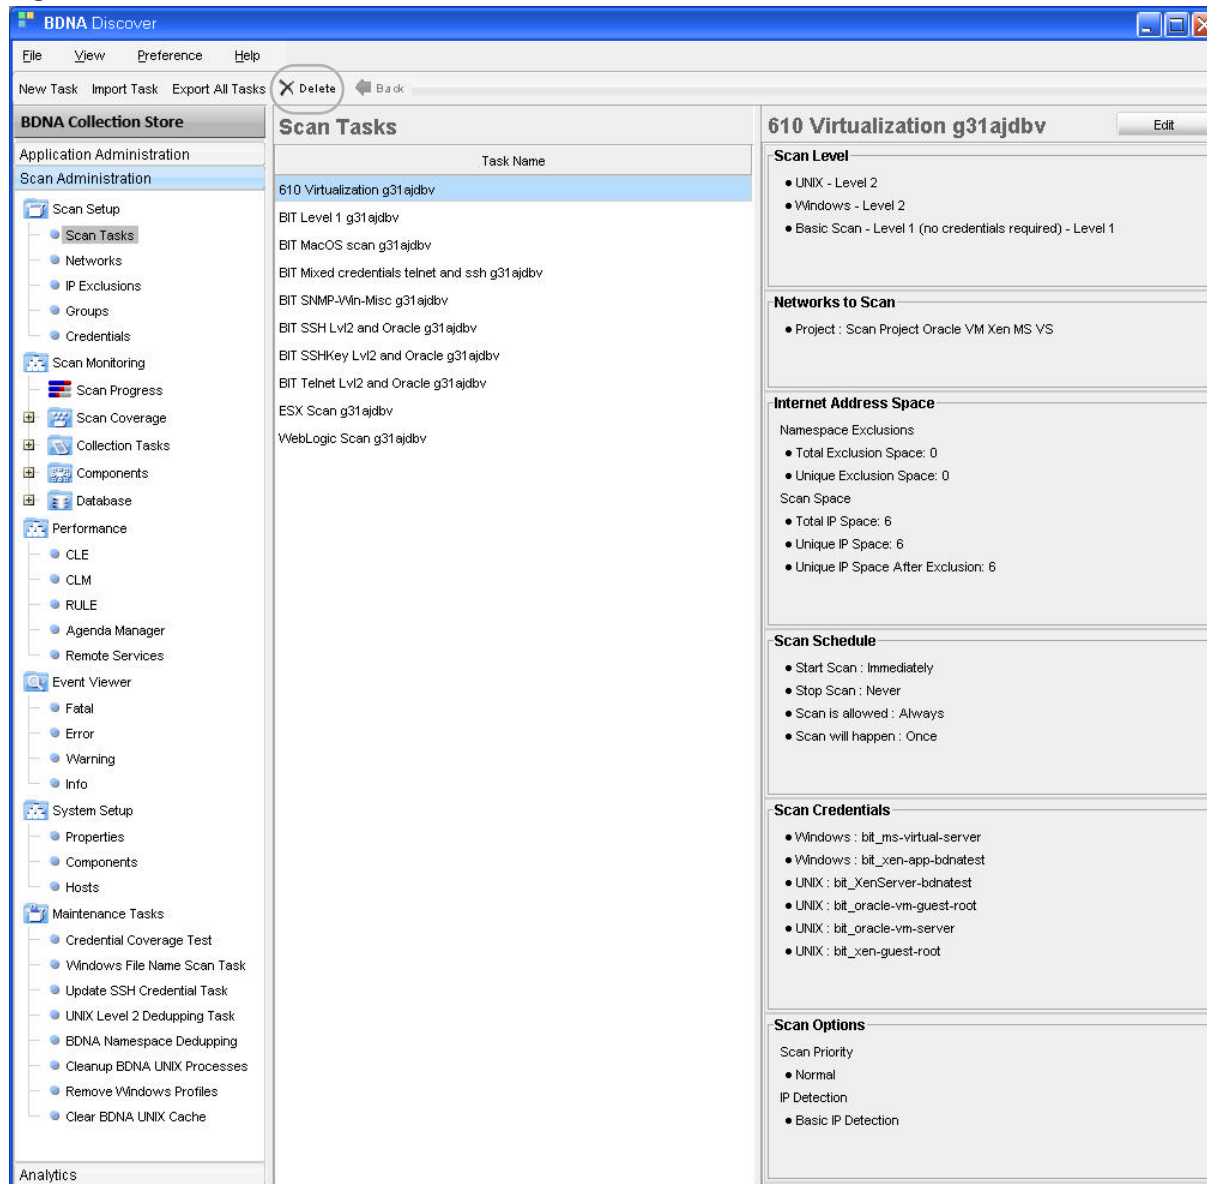 BDNA Discover
File View Preference Help
New Task Import Task Export All Tasks Delete Back
BDNA Collection Store
Application Administration
Scan Administration
Scan Setup
Scan Tasks
Networks
IP Exclusions
Groups
Credentials
Scan Monitoring
Scan Progress
Scan Coverage
Collection Tasks
Components
Database
Performance
CLE
CLM
RULE
Agenda Manager
Remote Services
Event Viewer
Fatal
Error
Warning
Info
System Setup
Properties
Components
Hosts
Maintenance Tasks
Credential Coverage Test
Windows File Name Scan Task
Update SSH Credential Task
UNIX Level 2 Dedupping Task
BDNA Namespace Dedupping
Cleanup BDNA UNIX Processes
Remove Windows Profiles
Clear BDNA UNIX Cache
Analytics
Scan Tasks
Task Name
610 Virtualization g31ajdbv
BIT Level 1 g31ajdbv
BIT MacOS scan g31ajdbv
BIT Mixed credentials telnet and ssh g31ajdbv
BIT SNMP-Win-Misc g31ajdbv
BIT SSH Lvl2 and Oracle g31ajdbv
BIT SSHKey Lvl2 and Oracle g31ajdbv
BIT Telnet Lvl2 and Oracle g31ajdbv
ESX Scan g31ajdbv
WebLogic Scan g31ajdbv
610 Virtualization g31ajdbv Edit
Scan Level
• UNIX - Level 2
• Windows - Level 2
• Basic Scan - Level 1 (no credentials required) - Level 1
Networks to Scan
• Project : Scan Project Oracle VM Xen MS VS
Internet Address Space
Namespace Exclusions
• Total Exclusion Space: 0
• Unique Exclusion Space: 0
Scan Space
• Total IP Space: 6
• Unique IP Space: 6
• Unique IP Space After Exclusion: 6
Scan Schedule
• Start Scan : Immediately
• Stop Scan : Never
• Scan is allowed : Always
• Scan will happen : Once
Scan Credentials
• Windows : bit_ms-virtual-server
• Windows : bit_xen-app-bdnatest
• UNIX : bit_XenServer-bdnatest
• UNIX : bit_oracle-vm-guest-root
• UNIX : bit_oracle-vm-server
• UNIX : bit_xen-guest-root
Scan Options
Scan Priority
• Normal
IP Detection
• Basic IP Detection